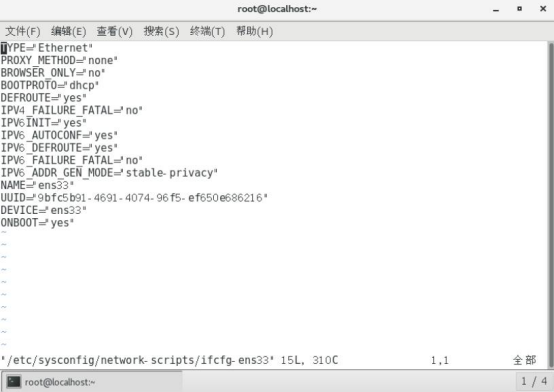 root@localhost:~
文件(F) 编辑(E) 查看(V) 搜索(S) 终端(T) 帮助(H)
TYPE="Ethernet"
PROXY_METHOD="none"
BROWSER_ONLY="no"
BOOTPROTO="dhcp"
DEFROUTE="yes"
IPV4_FAILURE_FATAL="no"
IPV6INIT="yes"
IPV6_AUTOCONF="yes"
IPV6_DEFROUTE="yes"
IPV6_FAILURE_FATAL="no"
IPV6_ADDR_GEN_MODE="stable-privacy"
NAME="ens33"
UUID="9bfc5b91-4691-4074-96f5-ef650e686216"
DEVICE="ens33"
ONBOOT="yes"
~
~
~
~
~
~
~
~
~
~
"/etc/sysconfig/network-scripts/ifcfg-ens33" 15L, 310C 1,1 全部
root@localhost:~ 1 / 4